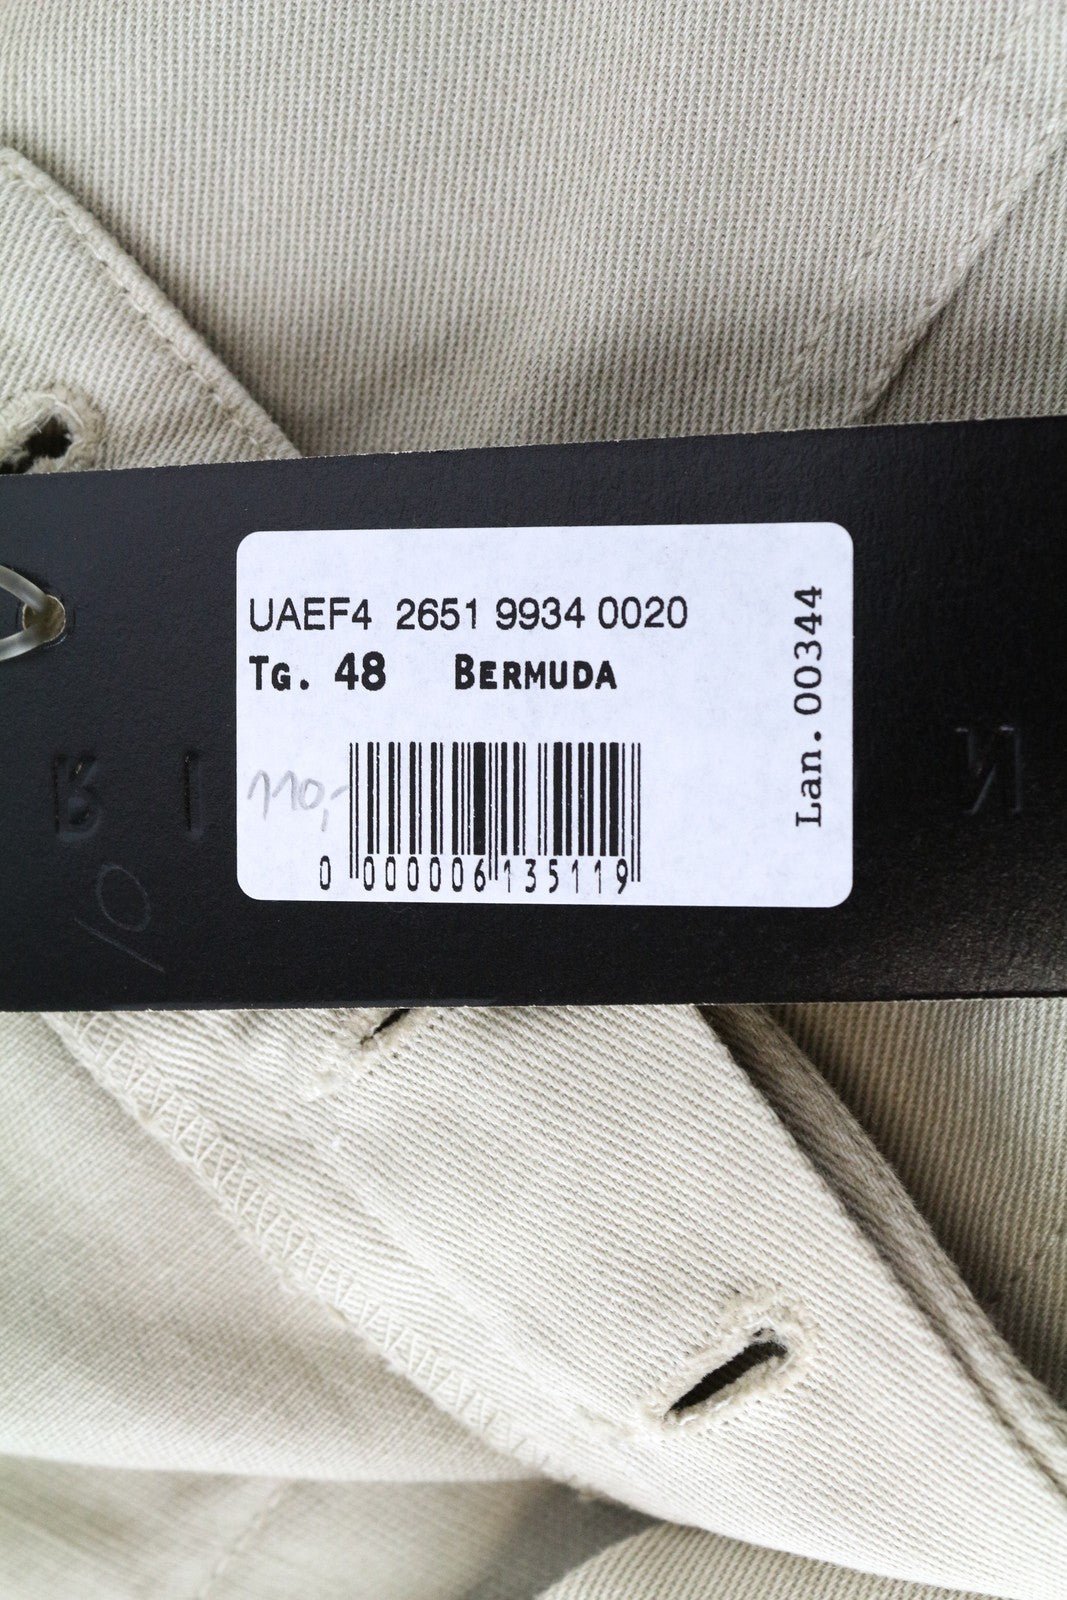 UAEF4 2651 9934 0020
TG. 48 BERMUDA
110,-
0 000006 135119
Lan. 00344